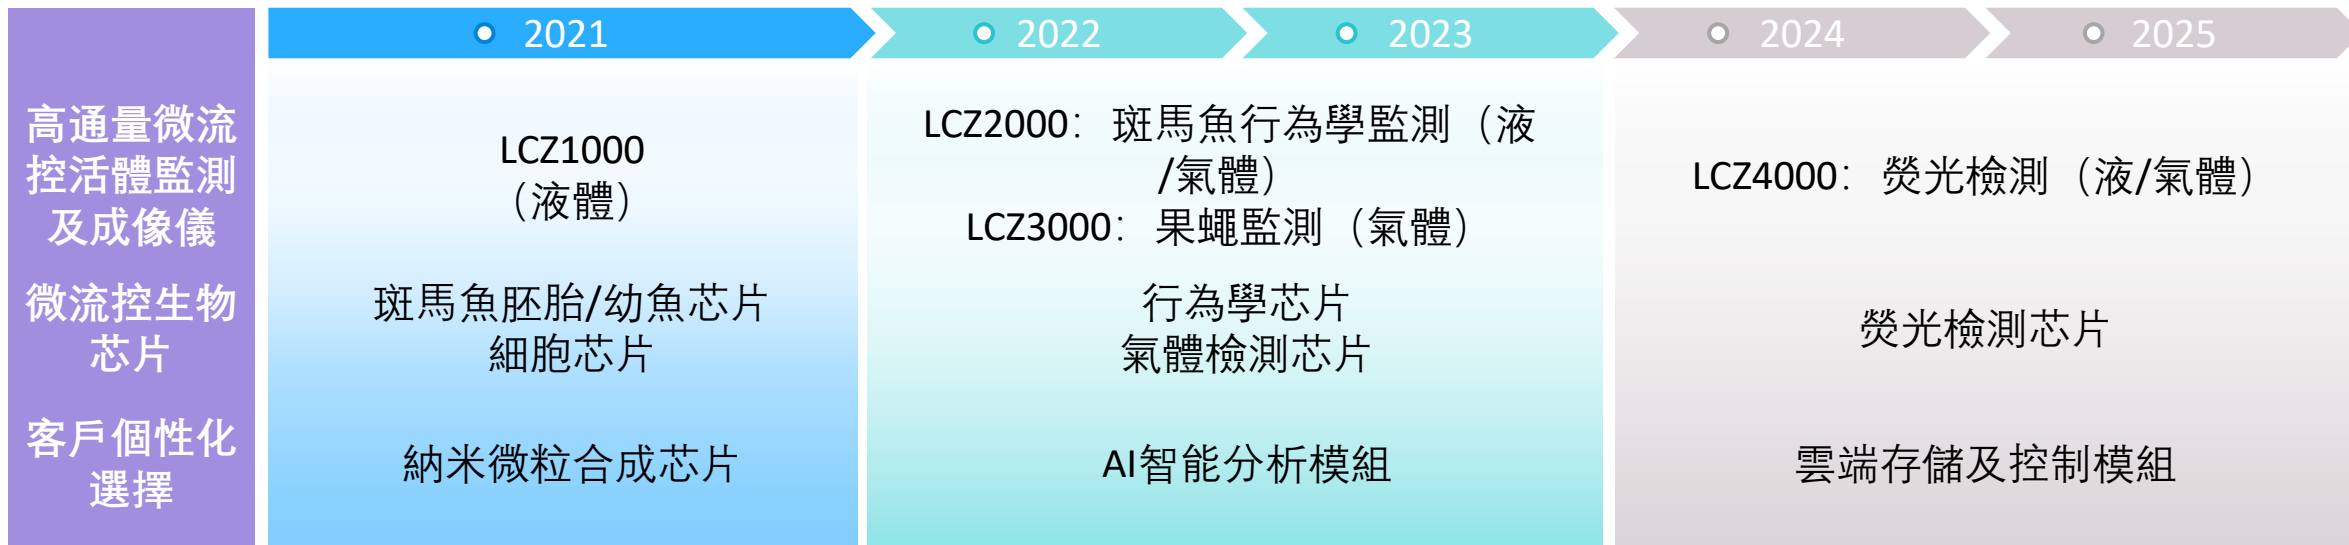 2021
2022
2023
2024
2025
高通量微流
控活體監測
及成像儀
LCZ1000
（液體）
LCZ2000：斑馬魚行為學監測（液
/氣體）
LCZ3000：果蠅監測（氣體）
LCZ4000：熒光檢測（液/氣體）
微流控生物
芯片
斑馬魚胚胎/幼魚芯片
細胞芯片
行為學芯片
氣體檢測芯片
熒光檢測芯片
客戶個性化
選擇
納米微粒合成芯片
AI智能分析模組
雲端存儲及控制模組